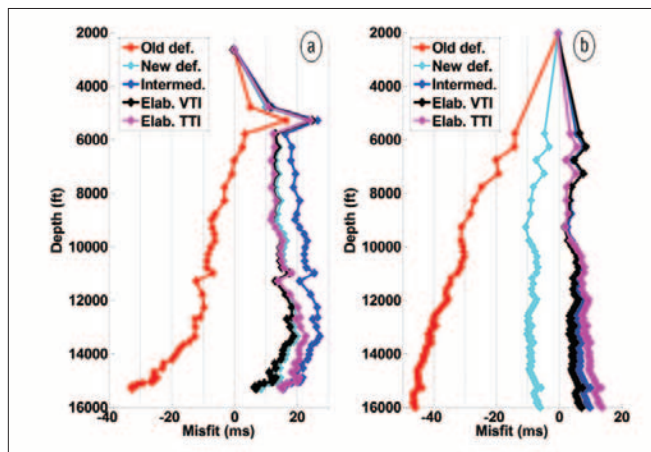 a
Old def.
New def.
Intermed.
Elab. VTI
Elab. TTI
2000
4000
6000
8000
10000
12000
14000
16000
Depth (ft)
-40 -20 0 20
Misfit (ms)
b
Old def.
New def.
Intermed.
Elab. VTI
Elab. TTI
2000
4000
6000
8000
10000
12000
14000
16000
Depth (ft)
-40 -20 0 20
Misfit (ms)